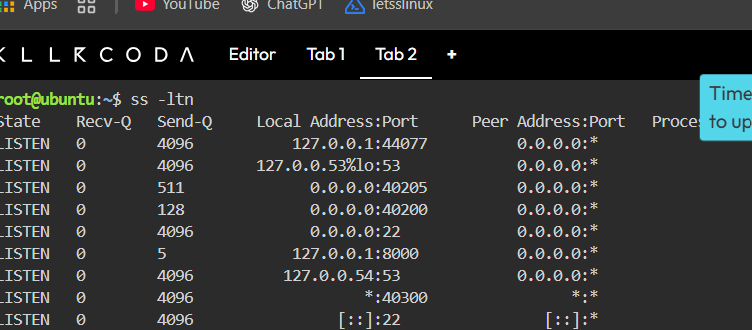 Apps YouTube ChatGPT letsslinux
KLLRCODA Editor Tab 1 Tab 2 +
Time
to up
root@ubuntu:~$ ss -ltn
State Recv-Q Send-Q Local Address:Port Peer Address:Port Proces
LISTEN 0 4096 127.0.0.1:44077 0.0.0.0:*
LISTEN 0 4096 127.0.0.53%lo:53 0.0.0.0:*
LISTEN 0 511 0.0.0.0:40205 0.0.0.0:*
LISTEN 0 128 0.0.0.0:40200 0.0.0.0:*
LISTEN 0 4096 0.0.0.0:22 0.0.0.0:*
LISTEN 0 5 127.0.0.1:8000 0.0.0.0:*
LISTEN 0 4096 127.0.0.54:53 0.0.0.0:*
LISTEN 0 4096 *:40300 *:*
LISTEN 0 4096 [::]:22 [::]:*